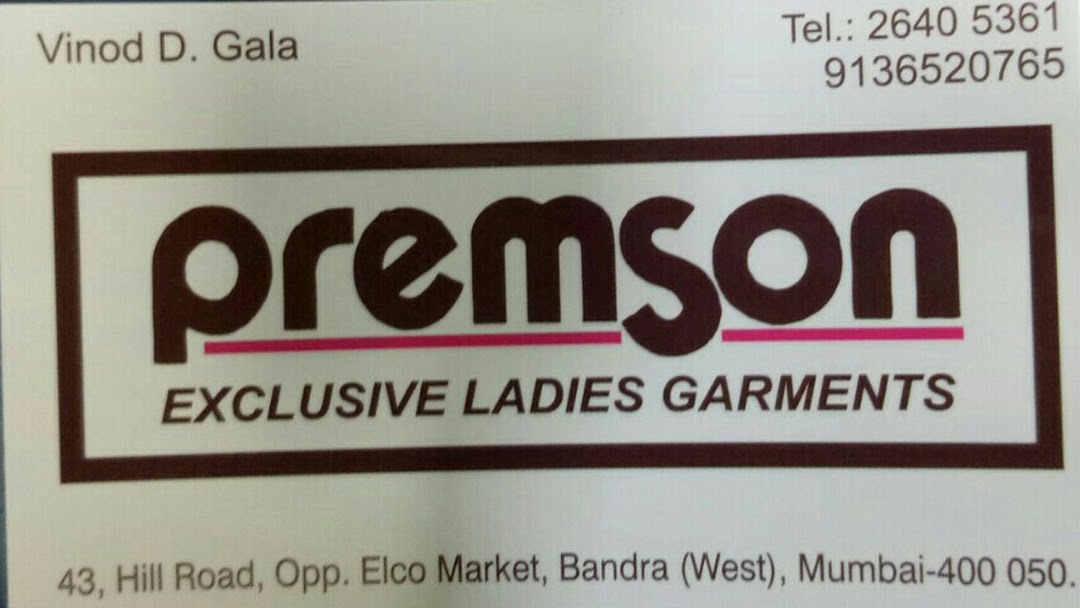 Vinod D. Gala
Tel.: 2640 5361
9136520765
premson
EXCLUSIVE LADIES GARMENTS
43, Hill Road, Opp. Elco Market, Bandra (West), Mumbai-400 050.